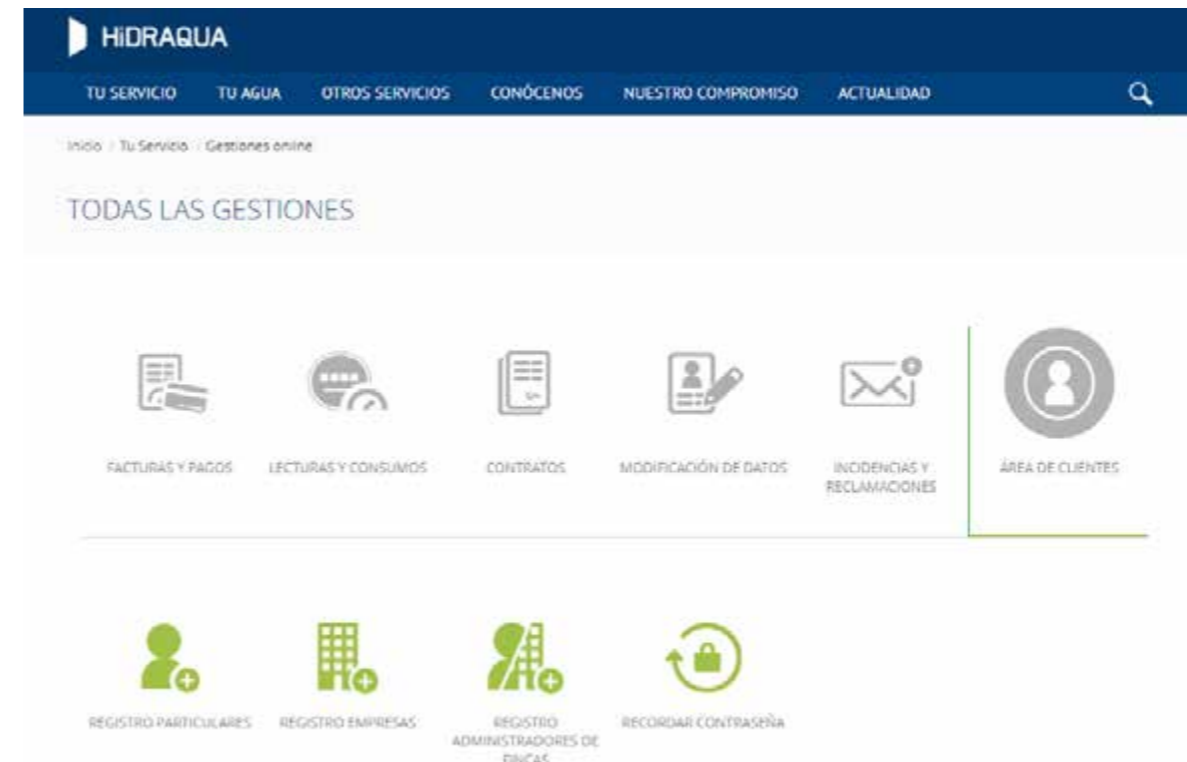 HiDRAQUA
TU SERVICIO TU AGUA OTROS SERVICIOS CONÓCENOS NUESTRO COMPROMISO ACTUALIDAD
Inicio / Tu Servicio / Gestiones online
TODAS LAS GESTIONES
FACTURAS Y PAGOS
LECTURAS Y CONSUMOS
CONTRATOS
MODIFICACIÓN DE DATOS
INCIDENCIAS Y
RECLAMACIONES
ÁREA DE CLIENTES
REGISTRO PARTICULARES
REGISTRO EMPRESAS
REGISTRO
ADMINISTRADORES DE
FINCAS
RECORDAR CONTRASEÑA